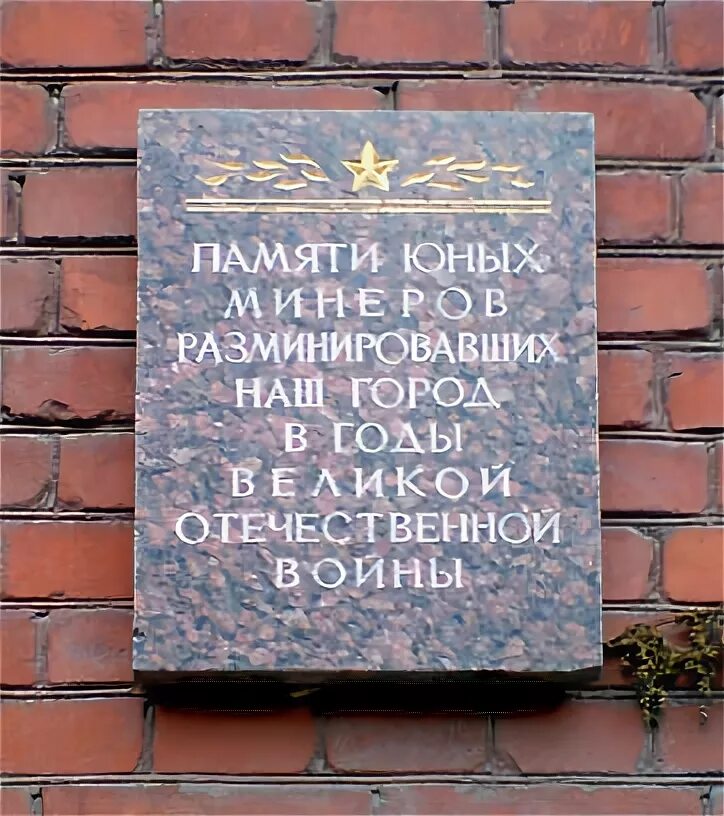 ПАМЯТИ ЮНЫХ
МИНЕРОВ
РАЗМИНИРОВАВШИХ
НАШ ГОРОД
В ГОДЫ
ВЕЛИКОЙ
ОТЕЧЕСТВЕННОЙ
ВОЙНЫ